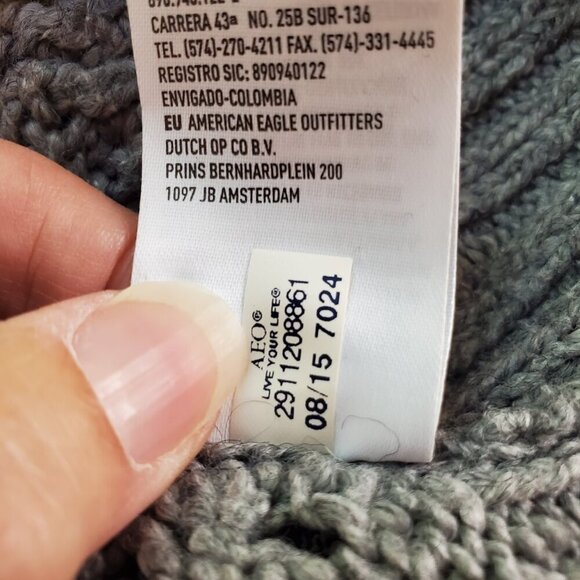 CARRERA 43ª NO. 25B SUR-136
TEL. (574)-270-4211 FAX. (574)-331-4445
REGISTRO SIC: 890940122
ENVIGADO-COLOMBIA
EU AMERICAN EAGLE OUTFITTERS
DUTCH OP CO B.V.
PRINS BERNHARDPLEIN 200
1097 JB AMSTERDAM
AEO®
LIVE YOUR LIFE®
2911208861
08/15 7024